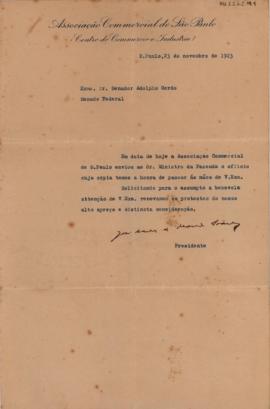 Associação Commercial de São Paulo
(Centro do Commercio e Industria)
S.Paulo, 23 de novembro de 1923
Exmo. Sr. Senador Adolpho Gordo
Senado Federal
Em data de hoje a Associação Commercial
de S.Paulo enviou ao Sr. Ministro da Fazenda o officio
cuja copia temos a honra de passar ás mãos de V.Exa.
Solicitando para o assumpto a benevola
attenção de V.Exa. renovamos os protestos do nosso
alto apreço e distincta consideração.
Presidente